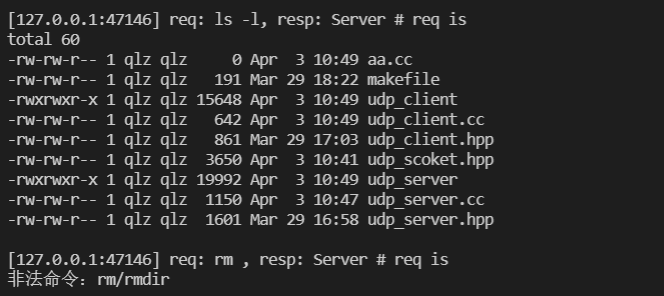 [127.0.0.1:47146] req: ls -l, resp: Server # req is
total 60
-rw-rw-r-- 1 qlz qlz     0 Apr  3 10:49 aa.cc
-rw-rw-r-- 1 qlz qlz   191 Mar 29 18:22 makefile
-rwxrwxr-x 1 qlz qlz 15648 Apr  3 10:49 udp_client
-rw-rw-r-- 1 qlz qlz   642 Apr  3 10:49 udp_client.cc
-rw-rw-r-- 1 qlz qlz   861 Mar 29 17:03 udp_client.hpp
-rw-rw-r-- 1 qlz qlz  3650 Apr  3 10:41 udp_scoket.hpp
-rwxrwxr-x 1 qlz qlz 19992 Apr  3 10:49 udp_server
-rw-rw-r-- 1 qlz qlz  1150 Apr  3 10:47 udp_server.cc
-rw-rw-r-- 1 qlz qlz  1601 Mar 29 16:58 udp_server.hpp
[127.0.0.1:47146] req: rm , resp: Server # req is
非法命令: rm/rmdir